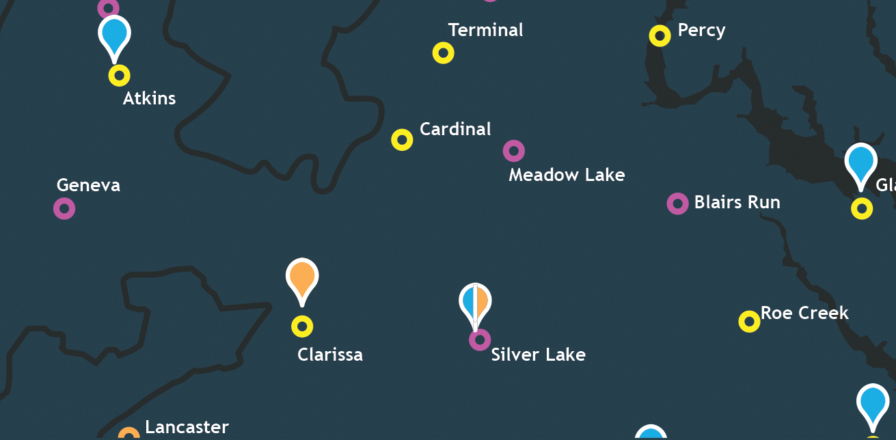 Terminal
Percy
Atkins
Cardinal
Meadow Lake
Geneva
Blairs Run
Roe Creek
Clarissa
Silver Lake
Lancaster